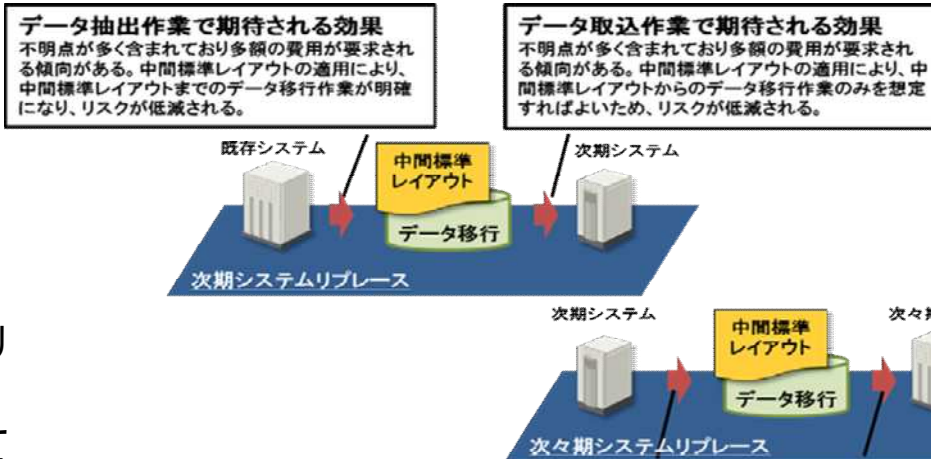 データ抽出作業で期待される効果
不明点が多く含まれており多額の費用が要求され
る傾向がある。中間標準レイアウトの適用により、
中間標準レイアウトまでのデータ移行作業が明確
になり、リスクが低減される。
データ取込作業で期待される効果
不明点が多く含まれており多額の費用が要求され
る傾向がある。中間標準レイアウトの適用により、中
間標準レイアウトからのデータ移行作業のみを想定
すればよいため、リスクが低減される。
既存システム
中間標準
レイアウト
データ移行
次期システム
次期システムリプレース
次期システム
中間標準
レイアウト
データ移行
次々
次々期システムリプレース